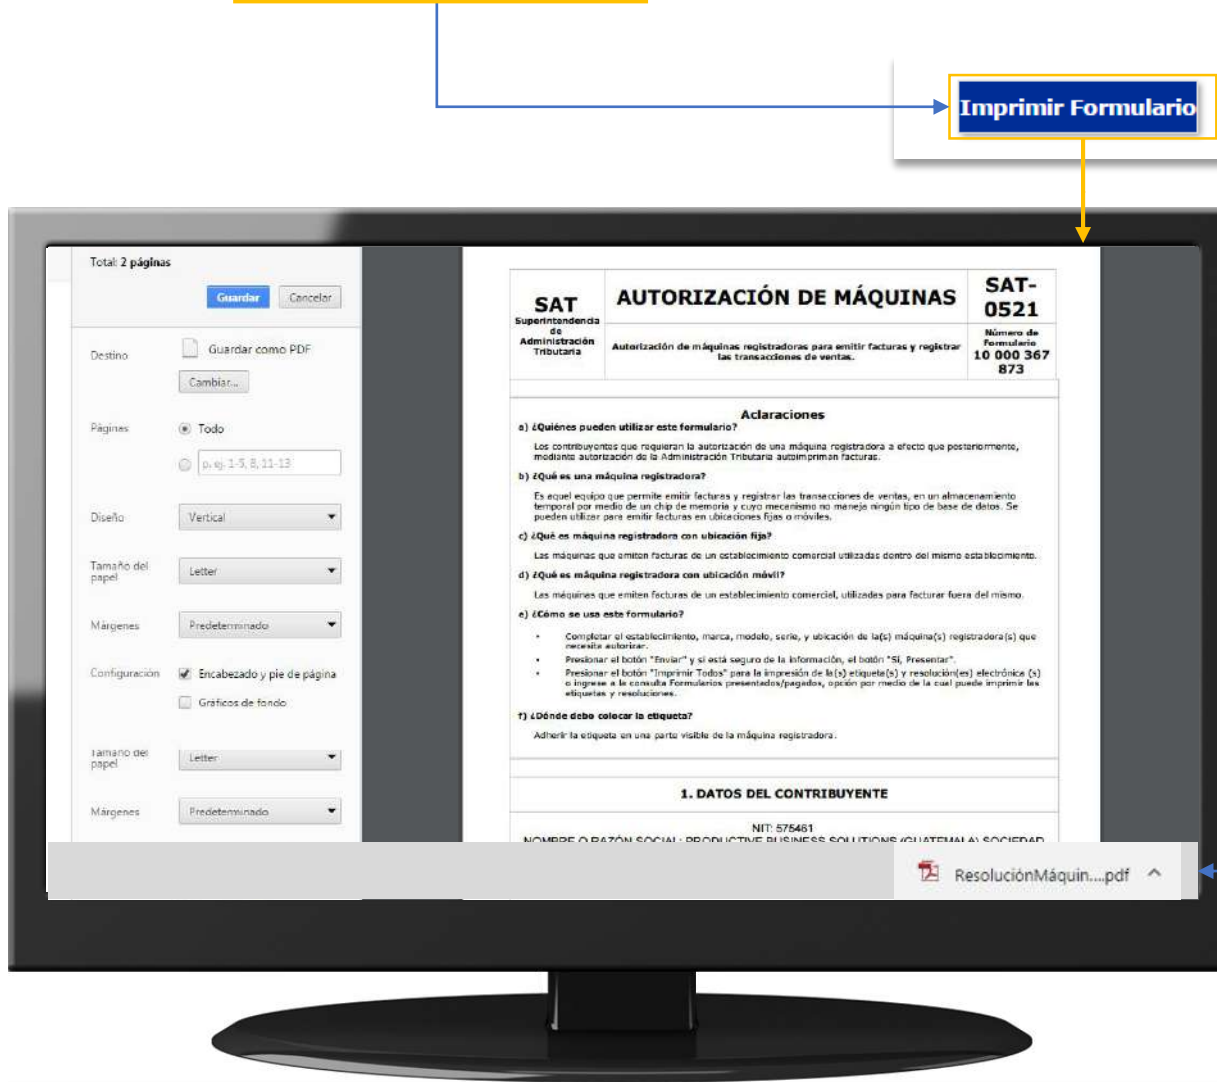 Imprimir Formulario
Total: 2 páginas
Guardar
Cancelar
Destino
Guardar como PDF
Cambiar...
Páginas
Todo
p. ej. 1-5, 8, 11-13
Diseño
Vertical
Tamaño del
papel
Letter
Márgenes
Predeterminado
Configuración
Encabezado y pie de página
Gráficos de fondo
Tamaño del
papel
Letter
Márgenes
Predeterminado
SAT
Superintendencia
de
Administración
Tributaria
AUTORIZACIÓN DE MÁQUINAS
Autorización de máquinas registradoras para emitir facturas y registrar
las transacciones de ventas.
SAT-
0521
Número de
Formulario
10 000 367
873
Aclaraciones
a) ¿Quiénes pueden utilizar este formulario?
Los contribuyentes que requieran la autorización de una máquina registradora a efecto que posteriormente,
mediante autorización de la Administración Tributaria autoimpriman facturas.
b) ¿Qué es una máquina registradora?
Es aquel equipo que permite emitir facturas y registrar las transacciones de ventas, en un almacenamiento
temporal por medio de un chip de memoria y cuyo mecanismo no maneja ningún tipo de base de datos. Se
pueden utilizar para emitir facturas en ubicaciones fijas o móviles.
c) ¿Qué es máquina registradora con ubicación fija?
Las máquinas que emiten facturas de un establecimiento comercial utilizadas dentro del mismo establecimiento.
d) ¿Qué es máquina registradora con ubicación móvil?
Las máquinas que emiten facturas de un establecimiento comercial, utilizadas para facturar fuera del mismo.
e) ¿Cómo se usa este formulario?
• Completar el establecimiento, marca, modelo, serie, y ubicación de la(s) máquina(s) registradora(s) que
necesita autorizar.
• Presionar el botón "Enviar" y si está seguro de la información, el botón "Sí, Presentar".
• Presionar el botón "Imprimir Todos" para la impresión de la(s) etiqueta(s) y resolución(es) electrónica (s)
o ingrese a la consulta Formularios presentados/pagados, opción por medio de la cual puede imprimir las
etiquetas y resoluciones.
f) ¿Dónde debo colocar la etiqueta?
Adherir la etiqueta en una parte visible de la máquina registradora.
1. DATOS DEL CONTRIBUYENTE
NIT: 575461
NOMBRE O RAZÓN SOCIAL: PRODUCTIVE BUSINESS SOLUTIONS (GUATEMALA) SOCIEDAD
ResoluciónMáquin....pdf